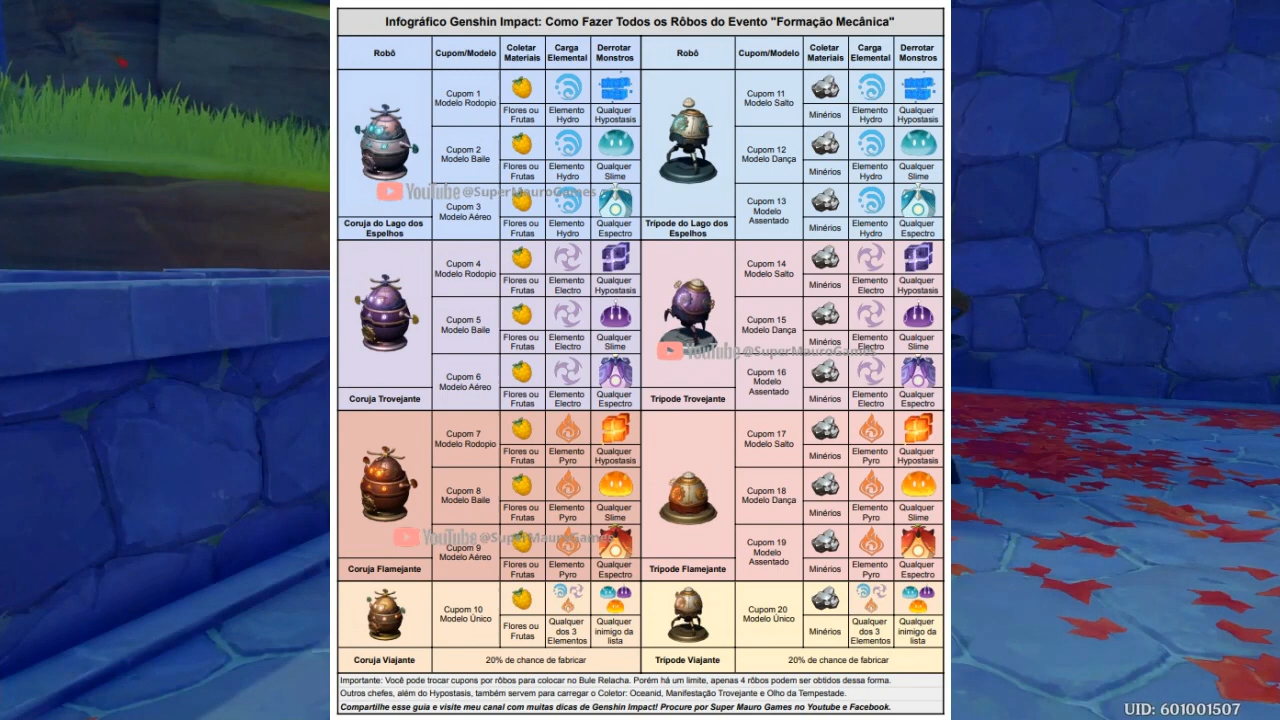 Infográfico Genshin Impact: Como Fazer Todos os Rôbos do Evento "Formação Mecânica"
Robô Cupom/Modelo Coletar Materiais Carga Elemental Derrotar Monstros Robô Cupom/Modelo Coletar Materiais Carga Elemental Derrotar Monstros
Cupom 1 Modelo Rodopio Flores ou Frutas Elemento Hydro Qualquer Hypostasis Cupom 11 Modelo Salto Minérios Elemento Hydro Qualquer Hypostasis
Cupom 2 Modelo Baile Flores ou Frutas Elemento Hydro Qualquer Slime Cupom 12 Modelo Dança Minérios Elemento Hydro Qualquer Slime
YouTube @SuperMauroGames
Cupom 3 Modelo Aéreo Flores ou Frutas Elemento Hydro Qualquer Espectro Cupom 13 Modelo Assentado Minérios Elemento Hydro Qualquer Espectro
Coruja do Lago dos Espelhos Trípode do Lago dos Espelhos
Cupom 4 Modelo Rodopio Flores ou Frutas Elemento Electro Qualquer Hypostasis Cupom 14 Modelo Salto Minérios Elemento Electro Qualquer Hypostasis
Cupom 5 Modelo Baile Flores ou Frutas Elemento Electro Qualquer Slime Cupom 15 Modelo Dança Minérios Elemento Electro Qualquer Slime
YouTube @SuperMauroGames
Cupom 6 Modelo Aéreo Flores ou Frutas Elemento Electro Qualquer Espectro Cupom 16 Modelo Assentado Minérios Elemento Electro Qualquer Espectro
Coruja Trovejante Trípode Trovejante
Cupom 7 Modelo Rodopio Flores ou Frutas Elemento Pyro Qualquer Hypostasis Cupom 17 Modelo Salto Minérios Elemento Pyro Qualquer Hypostasis
Cupom 8 Modelo Baile Flores ou Frutas Elemento Pyro Qualquer Slime Cupom 18 Modelo Dança Minérios Elemento Pyro Qualquer Slime
YouTube @SuperMauroGames
Cupom 9 Modelo Aéreo Flores ou Frutas Elemento Pyro Qualquer Espectro Cupom 19 Modelo Assentado Minérios Elemento Pyro Qualquer Espectro
Coruja Flamejante Trípode Flamejante
Cupom 10 Modelo Único Flores ou Frutas Qualquer dos 3 Elementos Qualquer inimigo da lista Cupom 20 Modelo Único Minérios Qualquer dos 3 Elementos Qualquer inimigo da lista
Coruja Viajante 20% de chance de fabricar Trípode Viajante 20% de chance de fabricar
Importante: Você pode trocar cupons por rôbos para colocar no Bule Relacha. Porém há um limite, apenas 4 rôbos podem ser obtidos dessa forma.
Outros chefes, além do Hypostasis, também servem para carregar o Coletor: Oceanid, Manifestação Trovejante e Olho da Tempestade.
Compartilhe esse guia e visite meu canal com muitas dicas de Genshin Impact! Procure por Super Mauro Games no Youtube e Facebook.
UID: 601001507